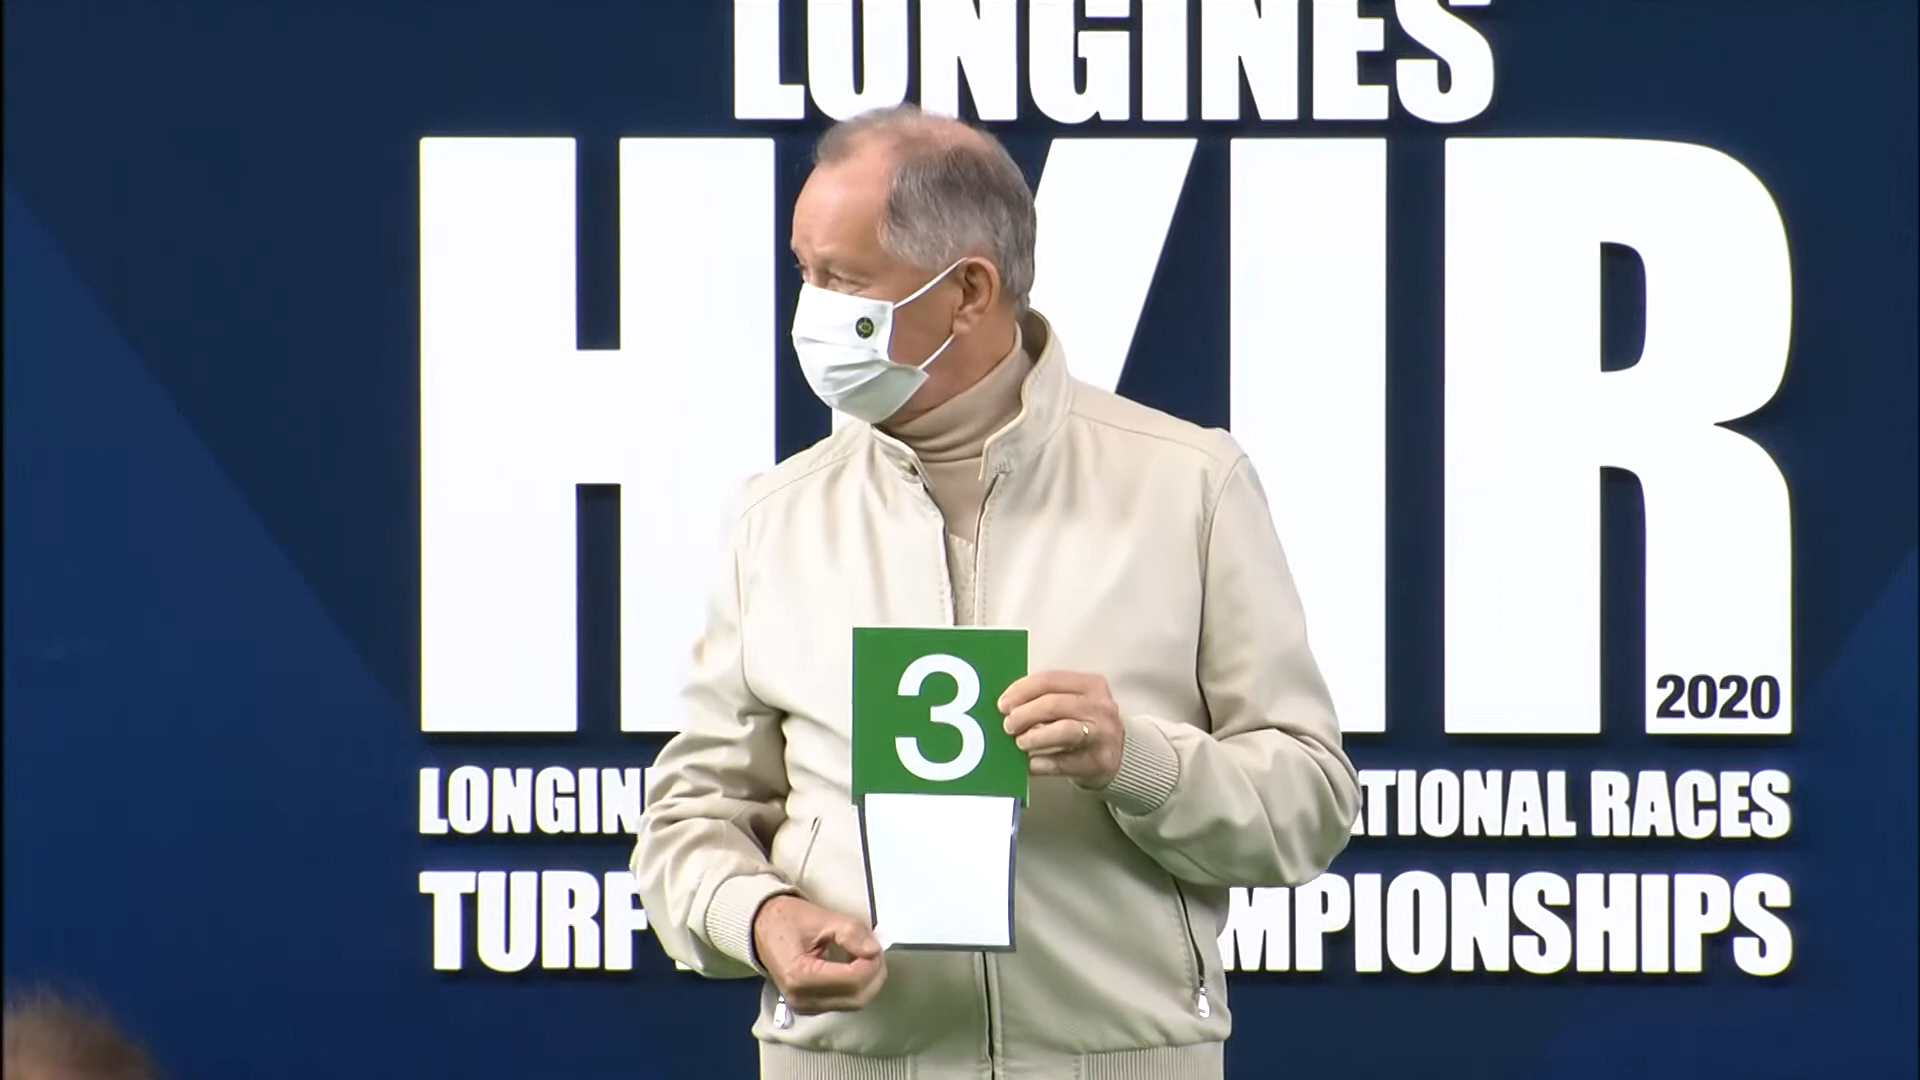 LONGINES
HKIR
2020
3
LONGIN ATIONAL RACES
TURF MPIONSHIPS